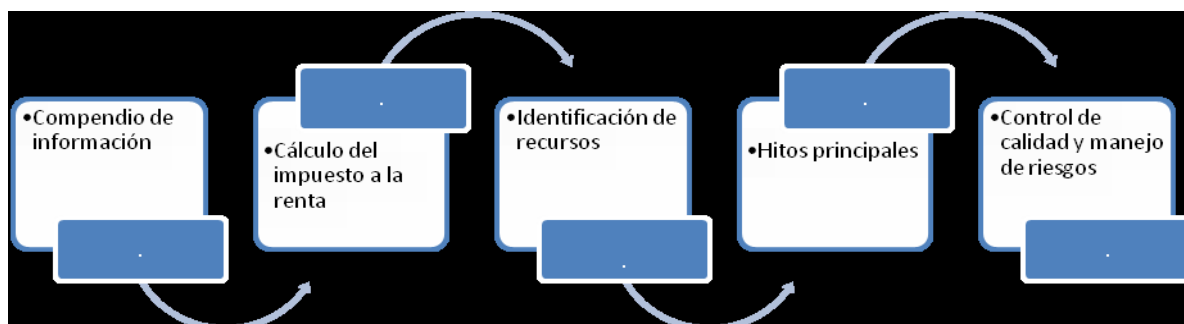 •Compendio de
información
.
.
•Cálculo del
impuesto a la
renta
•Identificación de
recursos
.
.
•Hitos principales
•Control de
calidad y manejo
de riesgos
.